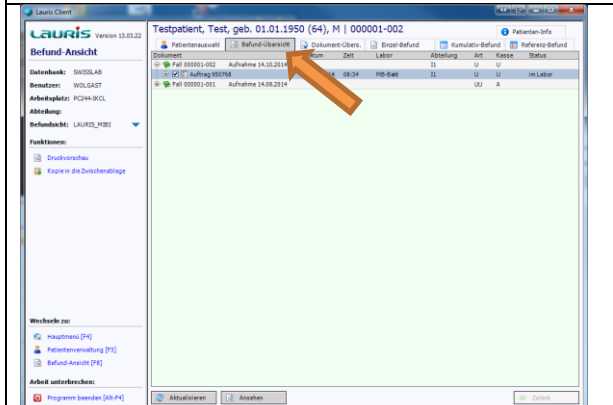 Lauris Client
Lauris Version 13.03.22
Befund-Ansicht
Datenbank: SWISSLAB
Benutzer: WOLGAST
Arbeitsplatz: PC244-IKCL
Abteilung:
Befundsicht: LAURIS_MIBI
Funktionen:
Druckvorschau
Kopie in die Zwischenablage
Wechseln zu:
Hauptmenü [F4]
Patientenverwaltung [F3]
Befund-Ansicht [F8]
Arbeit unterbrechen:
Programm beenden [Alt-F4]
Testpatient, Test, geb. 01.01.1950 (64), M | 000001-002
Patienten-Info
Patientenauswahl Befund-Übersicht Dokument-Übers. Einzel-Befund Kumulativ-Befund Referenz-Befund
Dokument Datum Zeit Labor Abteilung Art Kasse Status
Fall 000001-002 Aufnahme 14.10.2014 I1 U U
Auftrag 950768 08:34 MB-Bakt I1 U U im Labor
Fall 000001-001 Aufnahme 14.08.2014 UU A
Aktualisieren Ansehen Zurück